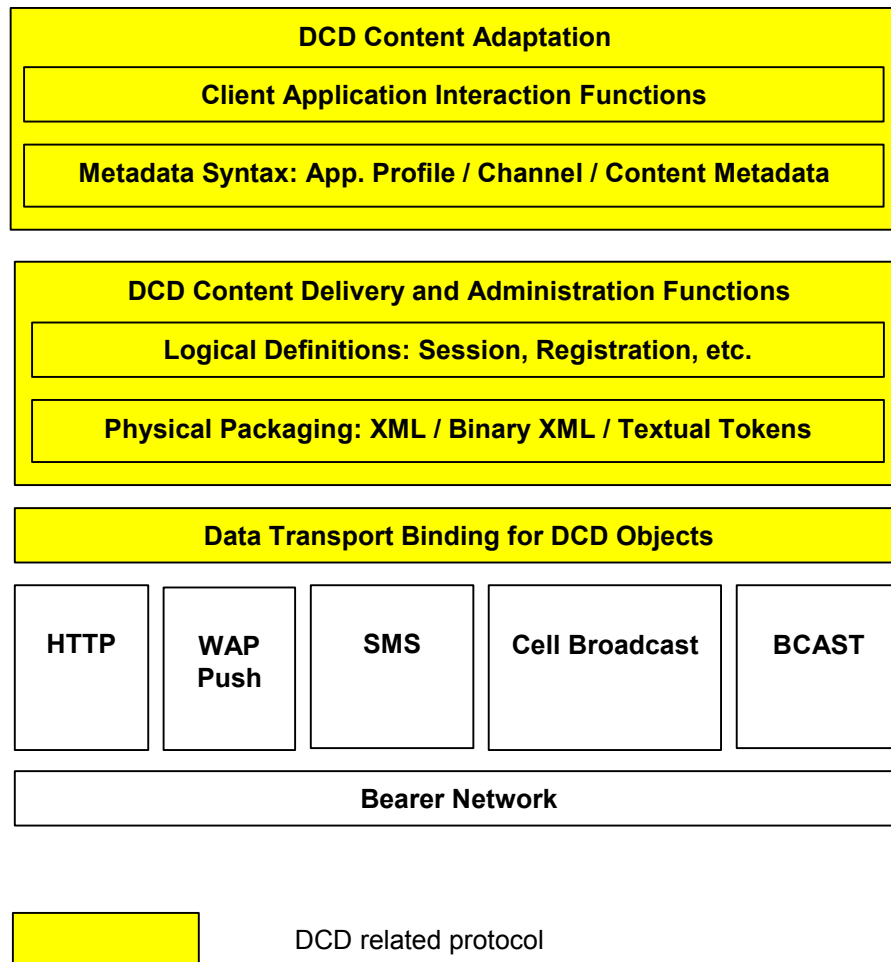 DCD Content Adaptation
Client Application Interaction Functions
Metadata Syntax: App. Profile / Channel / Content Metadata
DCD Content Delivery and Administration Functions
Logical Definitions: Session, Registration, etc.
Physical Packaging: XML / Binary XML / Textual Tokens
Data Transport Binding for DCD Objects
HTTP
WAP
Push
SMS
Cell Broadcast
BCAST
Bearer Network
DCD related protocol